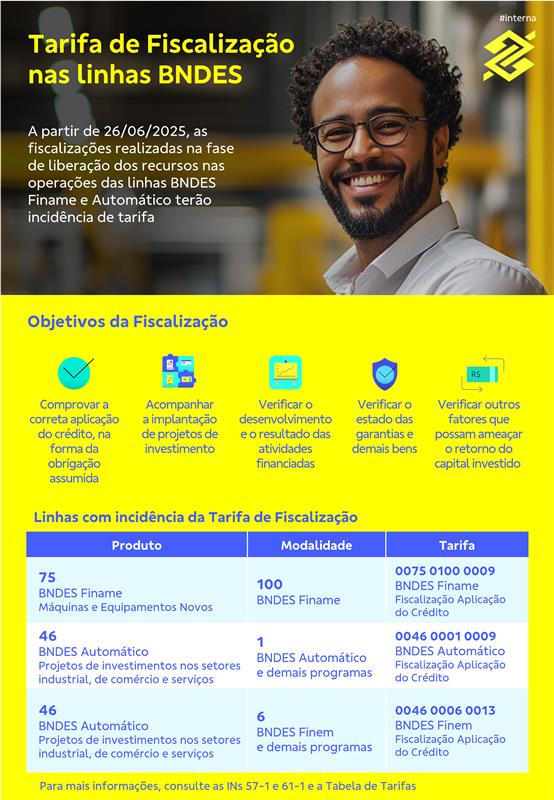 #interna
Tarifa de Fiscalização
nas linhas BNDES
A partir de 26/06/2025, as
fiscalizações realizadas na fase
de liberação dos recursos nas
operações das linhas BNDES
Finame e Automático terão
incidência de tarifa
Objetivos da Fiscalização
Comprovar a
correta aplicação
do crédito, na
forma da
obrigação
assumida
Acompanhar
a implantação
de projetos de
investimento
Verificar o
desenvolvimento
e o resultado das
atividades
financiadas
Verificar o
estado das
garantias e
demais bens
R$
Verificar outros
fatores que
possam ameaçar
o retorno do
capital investido
Linhas com incidência da Tarifa de Fiscalização
Produto
Modalidade
Tarifa
75
BNDES Finame
Máquinas e Equipamentos Novos
100
BNDES Finame
0075 0100 0009
BNDES Finame
Fiscalização Aplicação
do Crédito
46
BNDES Automático
Projetos de investimentos nos setores
industrial, de comércio e serviços
1
BNDES Automático
e demais programas
0046 0001 0009
BNDES Automático
Fiscalização Aplicação
do Crédito
46
BNDES Automático
Projetos de investimentos nos setores
industrial, de comércio e serviços
6
BNDES Finem
e demais programas
0046 0006 0013
BNDES Finem
Fiscalização Aplicação
do Crédito
Para mais informações, consulte as INs 57-1 e 61-1 e a Tabela de Tarifas